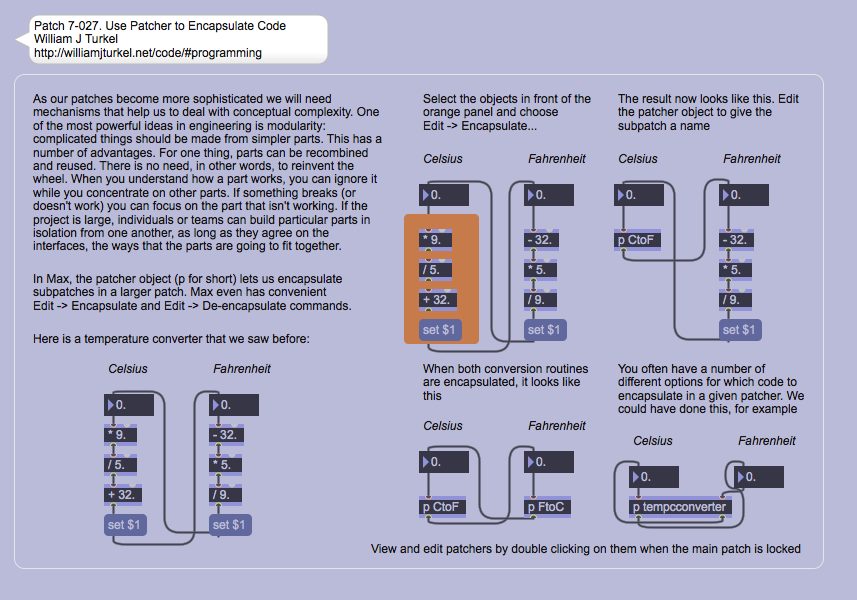 Patch 7-027. Use Patcher to Encapsulate Code
William J Turkel
http://williamjturkel.net/code/#programming
As our patches become more sophisticated we will need
mechanisms that help us to deal with conceptual complexity. One
of the most powerful ideas in engineering is modularity:
complicated things should be made from simpler parts. This has a
number of advantages. For one thing, parts can be recombined
and reused. There is no need, in other words, to reinvent the
wheel. When you understand how a part works, you can ignore it
while you concentrate on other parts. If something breaks (or
doesn't work) you can focus on the part that isn't working. If the
project is large, individuals or teams can build particular parts in
isolation from one another, as long as they agree on the
interfaces, the ways that the parts are going to fit together.
In Max, the patcher object (p for short) lets us encapsulate
subpatches in a larger patch. Max even has convenient
Edit -> Encapsulate and Edit -> De-encapsulate commands.
Here is a temperature converter that we saw before:
Celsius Fahrenheit
0. 0.
* 9. - 32.
/ 5. * 5.
+ 32. / 9.
set $1 set $1
Select the objects in front of the
orange panel and choose
Edit -> Encapsulate...
Celsius Fahrenheit
0. 0.
* 9. - 32.
/ 5. * 5.
+ 32. / 9.
set $1 set $1
The result now looks like this. Edit
the patcher object to give the
subpatch a name
Celsius Fahrenheit
0. 0.
p CtoF - 32.
* 5.
/ 9.
set $1
When both conversion routines
are encapsulated, it looks like
this
Celsius Fahrenheit
0. 0.
p CtoF p FtoC
You often have a number of
different options for which code to
encapsulate in a given patcher. We
could have done this, for example
Celsius Fahrenheit
0. 0.
p tempcconverter
View and edit patchers by double clicking on them when the main patch is locked